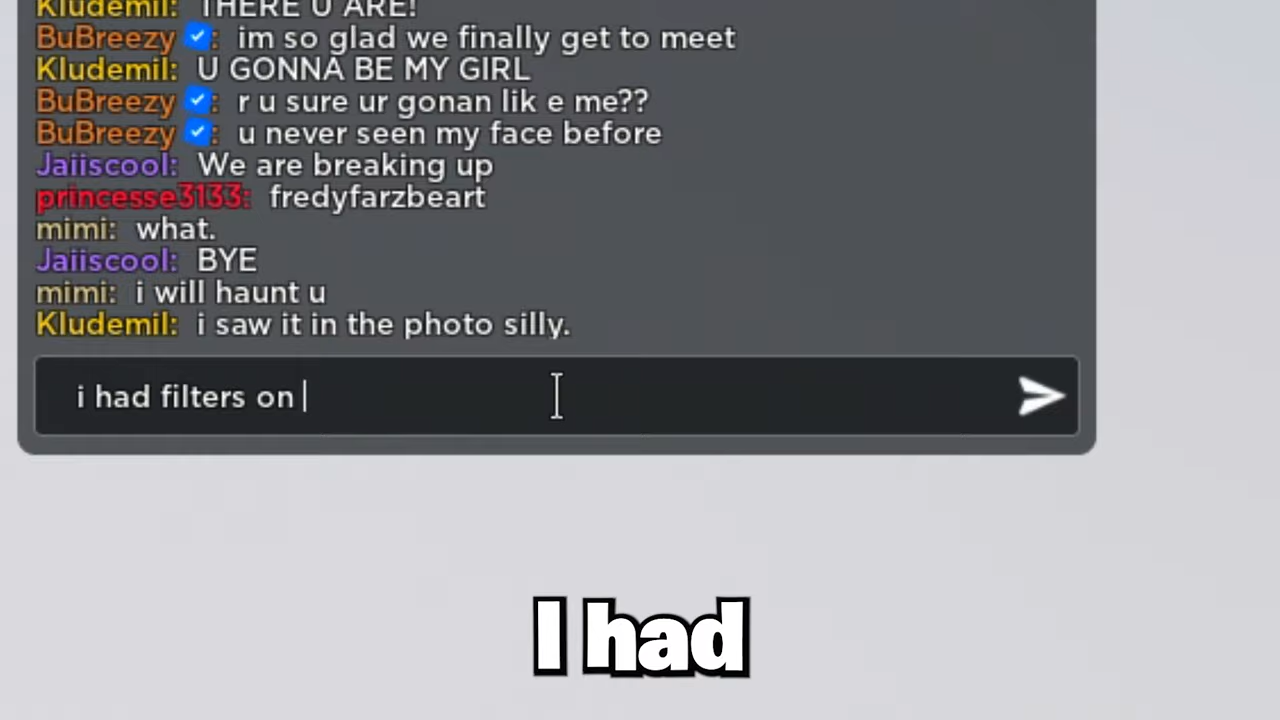 Kludemil: THERE U ARE!
BuBreezy : im so glad we finally get to meet
Kludemil: U GONNA BE MY GIRL
BuBreezy : r u sure ur gonan lik e me??
BuBreezy : u never seen my face before
Jaiiscool: We are breaking up
princesse3133: fredyfarzbeart
mimi: what.
Jaiiscool: BYE
mimi: i will haunt u
Kludemil: i saw it in the photo silly.
i had filters on
I had